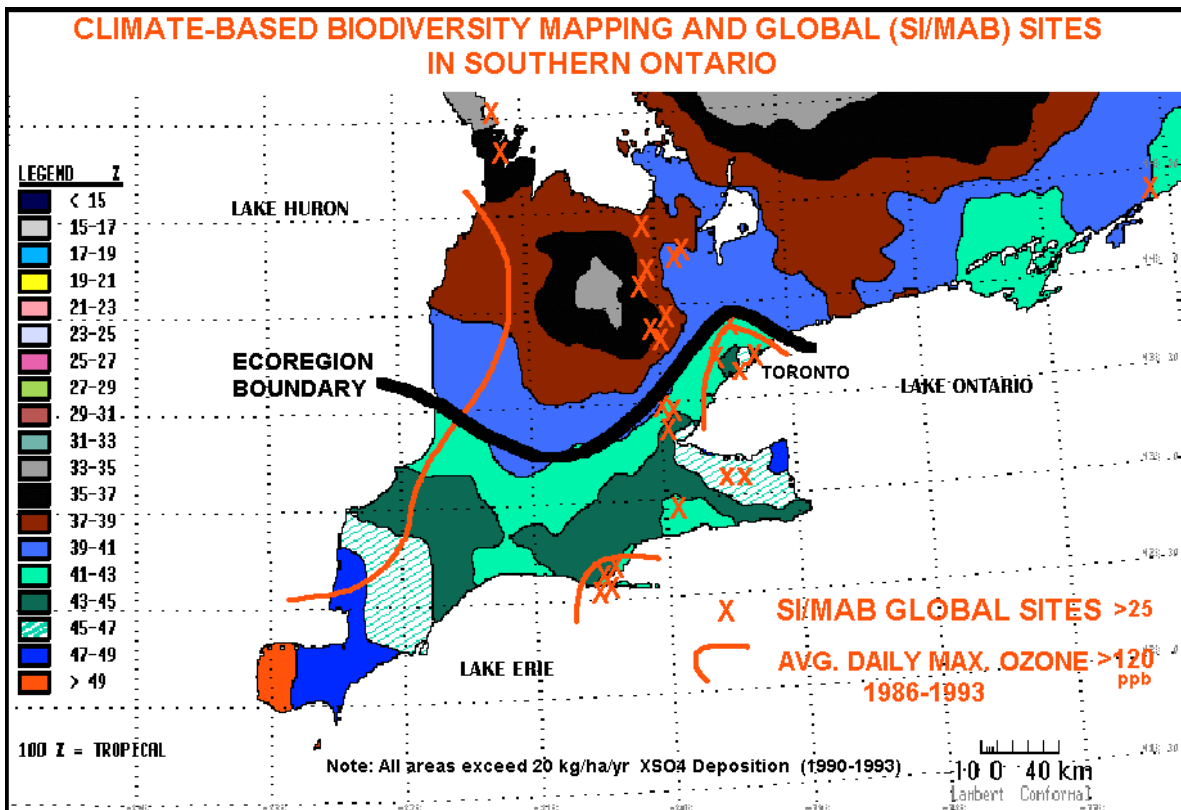 CLIMATE-BASED BIODIVERSITY MAPPING AND GLOBAL (SI/MAB) SITES
IN SOUTHERN ONTARIO
LEGEND %
< 15
15-17
17-19
19-21
21-23
23-25
25-27
27-29
29-31
31-33
33-35
35-37
37-39
39-41
41-43
43-45
45-47
47-49
> 49
100 % = TROPECAL
LAKE HURON
ECOREGION
BOUNDARY
TORONTO
LAKE ONTARIO
LAKE ERIE
X SI/MAB GLOBAL SITES >25
AVG. DAILY MAX. OZONE >120
ppb
1986-1993
Note: All areas exceed 20 kg/ha/yr XSO4 Deposition (1990-1993)
10 0 40 km
Lambert Conformal